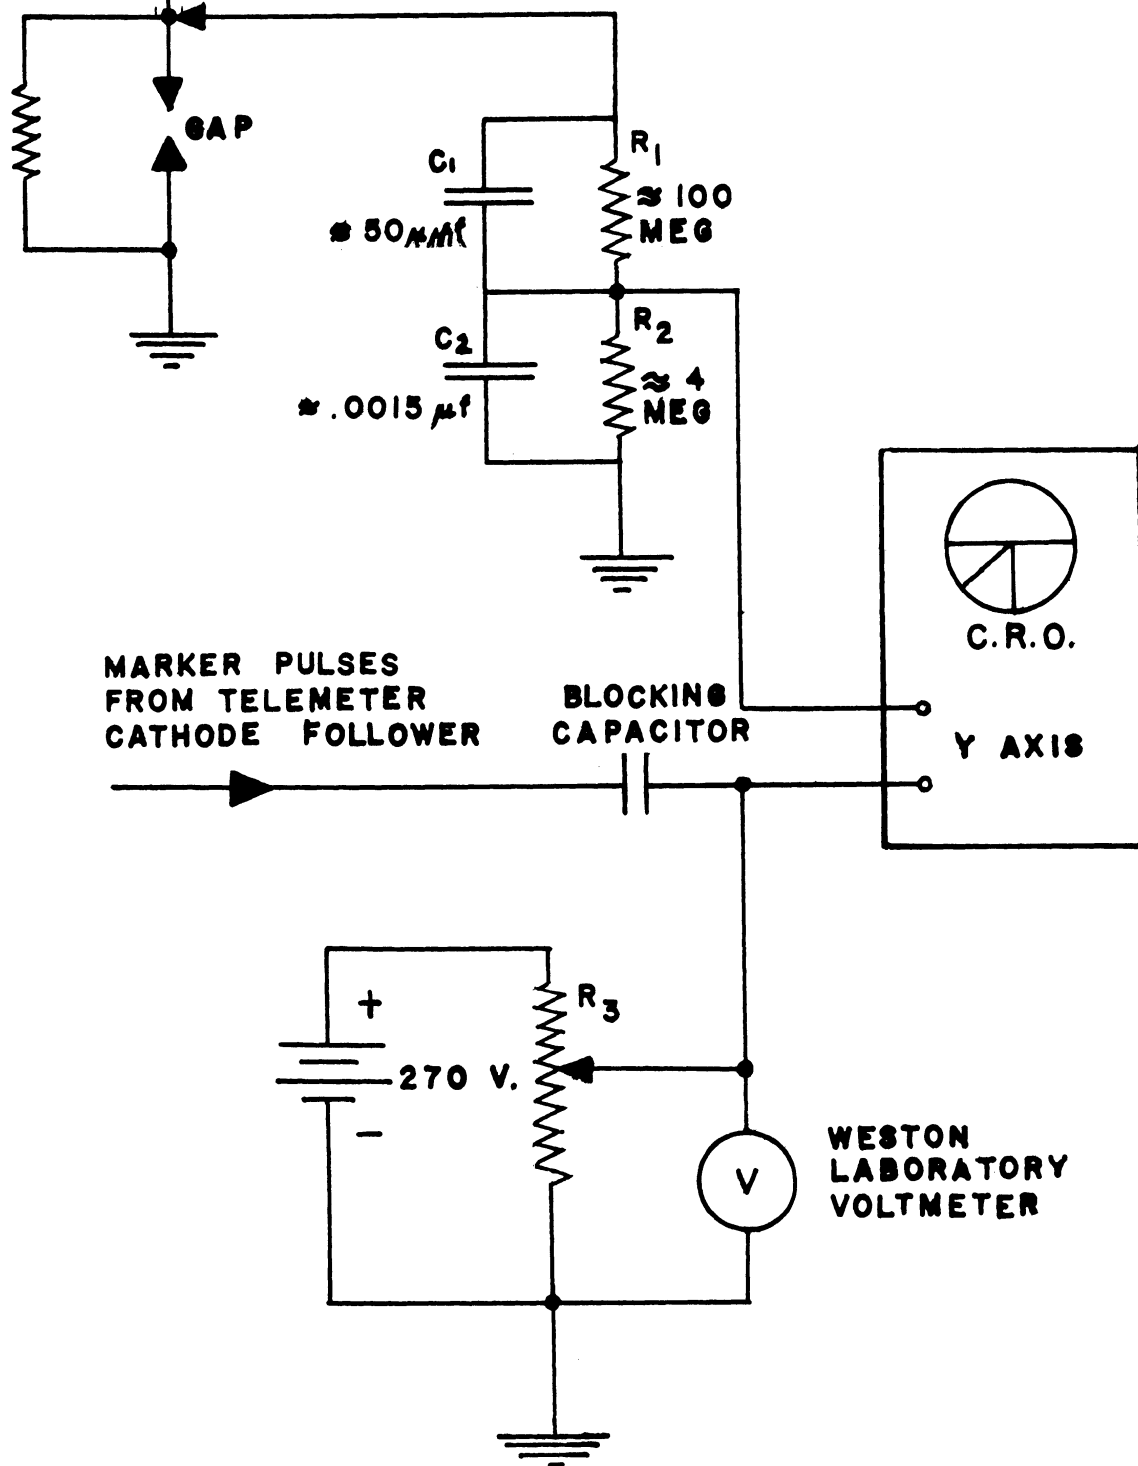 GAP
C1
≈ 50 μμf
R1
≈ 100
MEG
C2
≈ .0015 μf
R2
≈ 4
MEG
C.R.O.
MARKER PULSES
FROM TELEMETER
CATHODE FOLLOWER
BLOCKING
CAPACITOR
Y AXIS
+
270 V.
–
R3
V
WESTON
LABORATORY
VOLTMETER